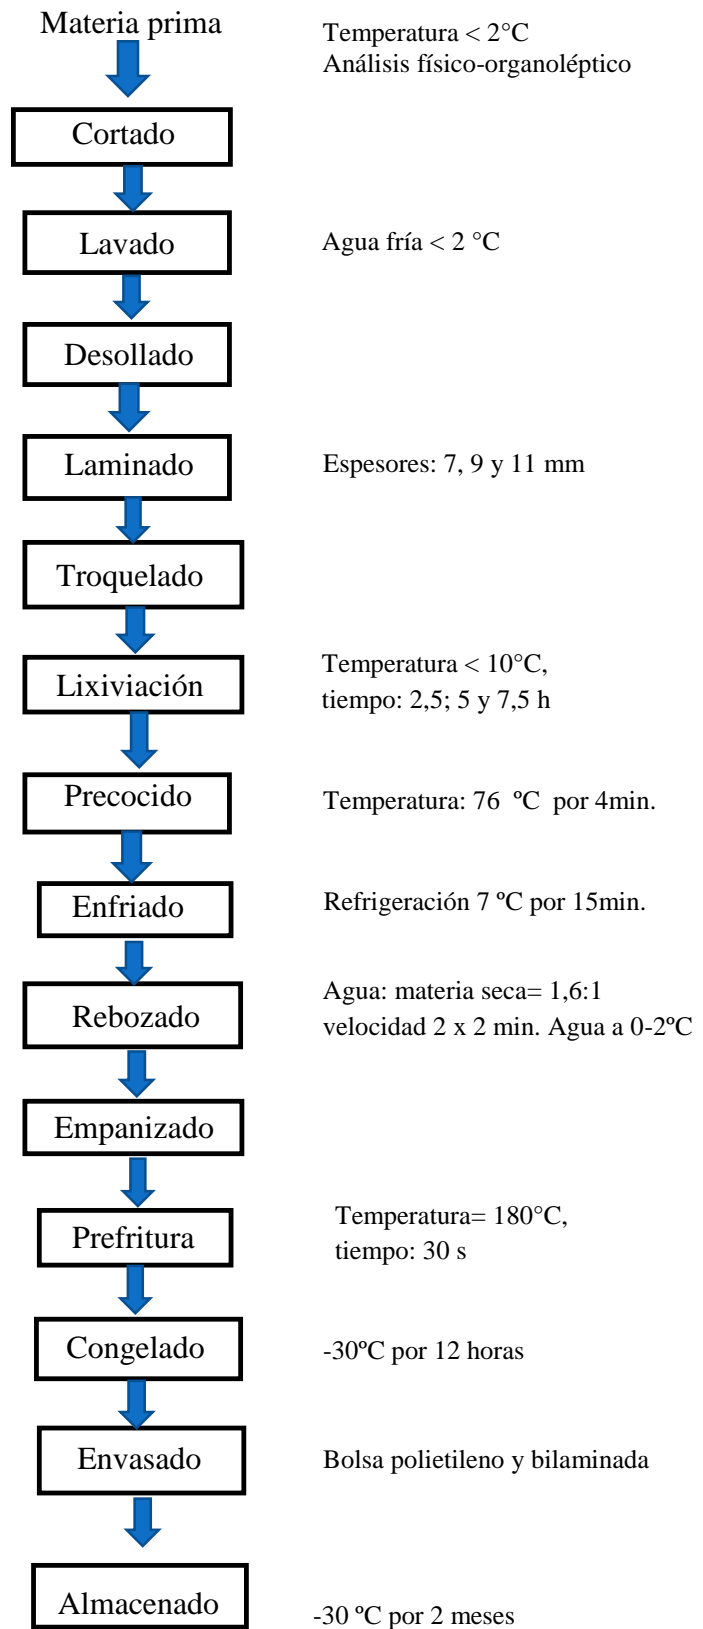 Materia prima
Temperatura < 2°C
Análisis físico-organoléptico
Cortado
Lavado
Agua fría < 2 °C
Desollado
Laminado
Espesores: 7, 9 y 11 mm
Troquelado
Lixiviación
Temperatura < 10°C,
tiempo: 2,5; 5 y 7,5 h
Precocido
Temperatura: 76 ºC por 4min.
Enfriado
Refrigeración 7 ºC por 15min.
Rebozado
Agua: materia seca= 1,6:1
velocidad 2 x 2 min. Agua a 0-2ºC
Empanizado
Prefritura
Temperatura= 180°C,
tiempo: 30 s
Congelado
-30ºC por 12 horas
Envasado
Bolsa polietileno y bilaminada
Almacenado
-30 ºC por 2 meses